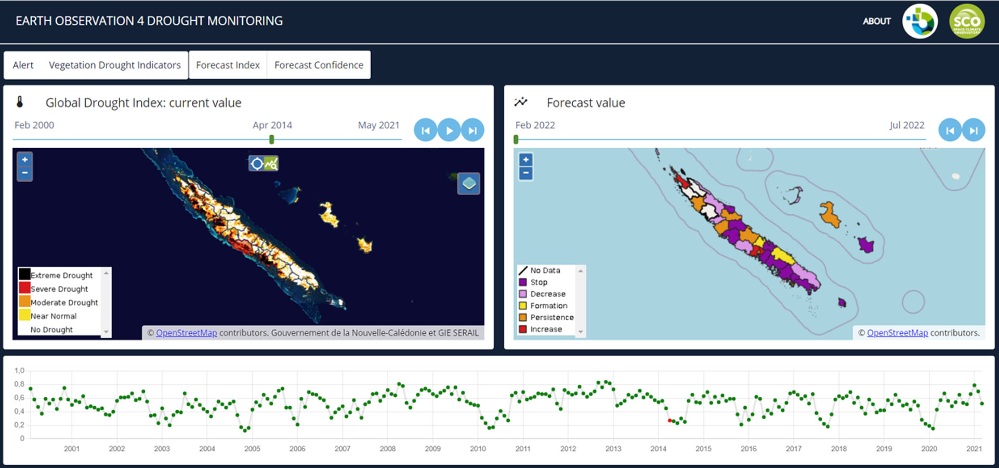 EARTH OBSERVATION 4 DROUGHT MONITORING
ABOUT
SCO
SPACE CLIMATE
OBSERVATORY
Alert Vegetation Drought Indicators Forecast Index Forecast Confidence
Global Drought Index: current value
Feb 2000 Apr 2014 May 2021
+
−
Extreme Drought
Severe Drought
Moderate Drought
Near Normal
No Drought
© OpenStreetMap contributors. Gouvernement de la Nouvelle-Calédonie et GIE SERAIL
Forecast value
Feb 2022 Jul 2022
+
−
No Data
Stop
Decrease
Formation
Persistence
Increase
© OpenStreetMap contributors.
1,0
0,8
0,6
0,4
0,2
0
2001 2002 2003 2004 2005 2006 2007 2008 2009 2010 2011 2012 2013 2014 2015 2016 2017 2018 2019 2020 2021